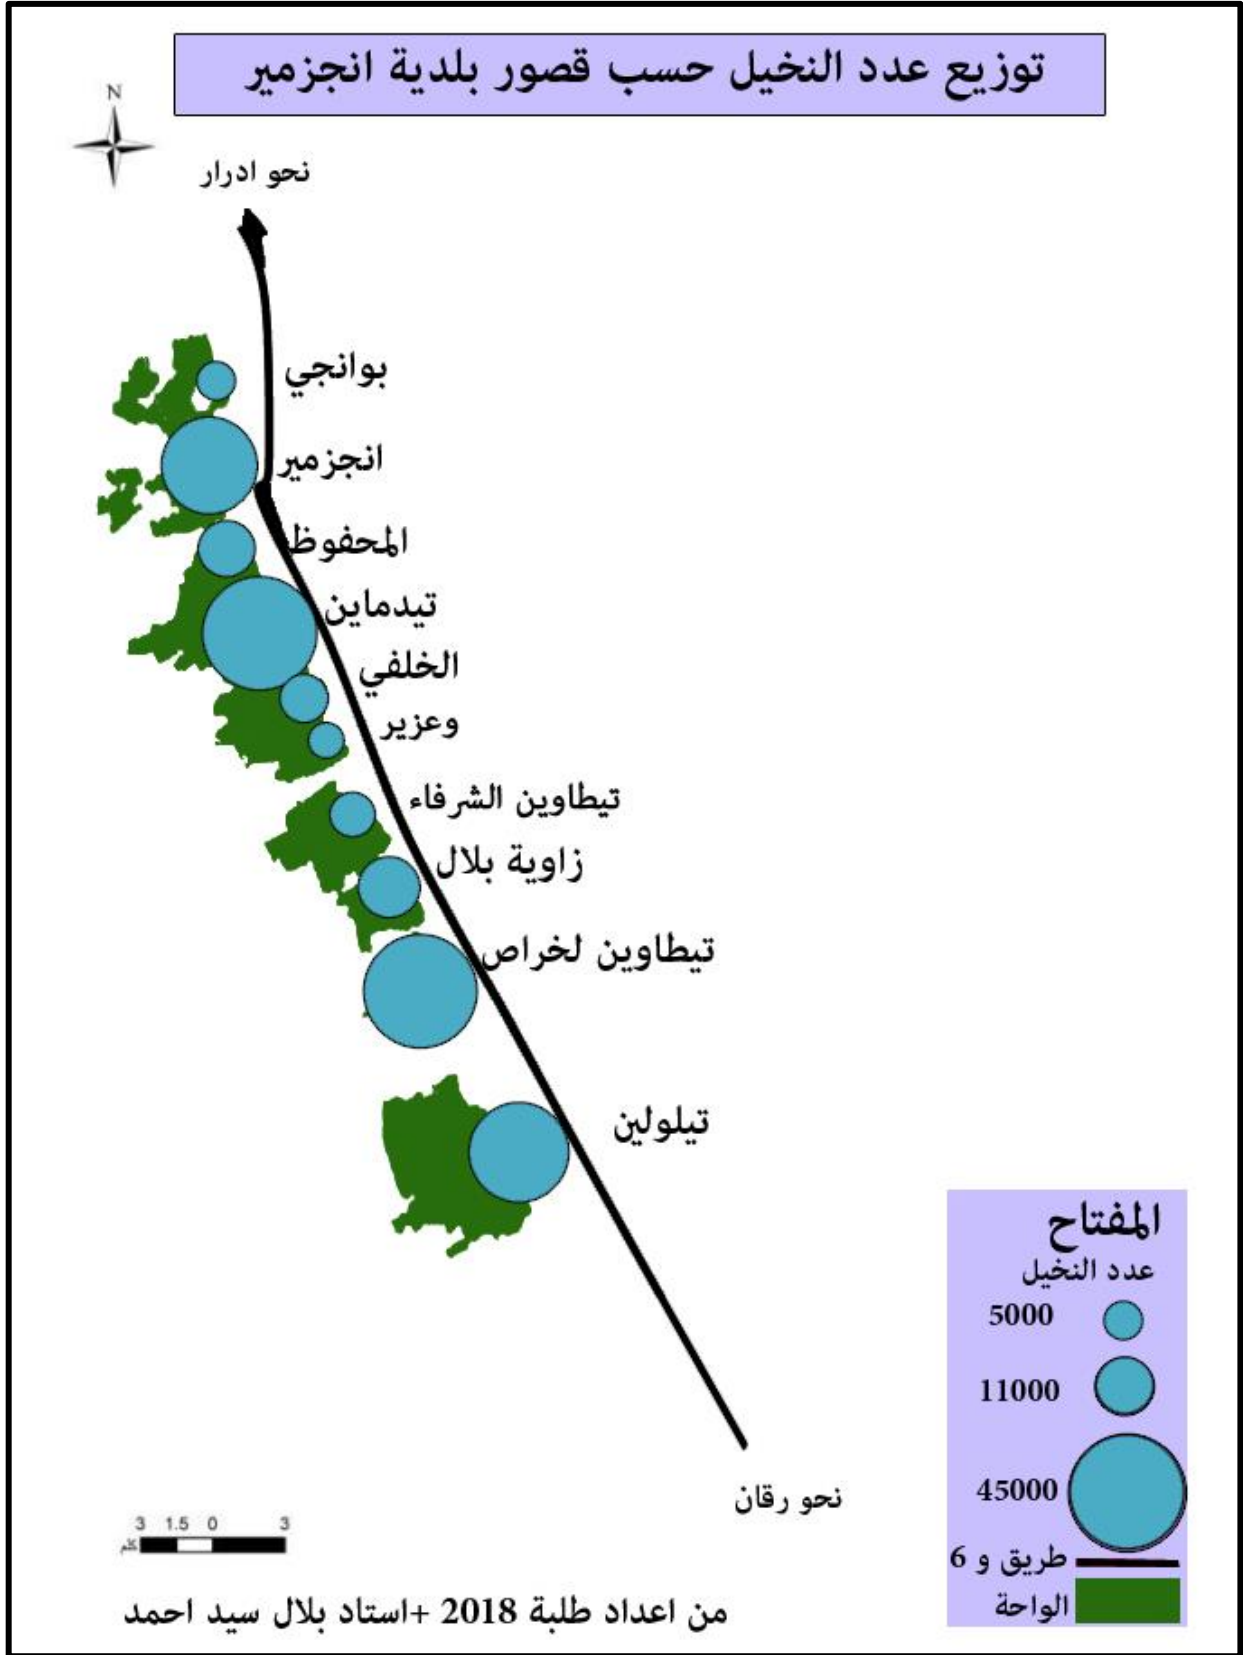 توزيع عدد النخيل حسب قصور بلدية انجزمير
N
نحو ادرار
بوانجي
انجزمير
المحفوظ
تيدماين
الخلفي
وعزير
تيطاوين الشرفاء
زاوية بلال
تيطاوين لخراص
تيلولين
المفتاح
عدد النخيل
5000
11000
45000
طريق و 6
الواحة
نحو رقان
3 1.5 0 3
كلم
من اعداد طلبة 2018 +استاد بلال سيد احمد